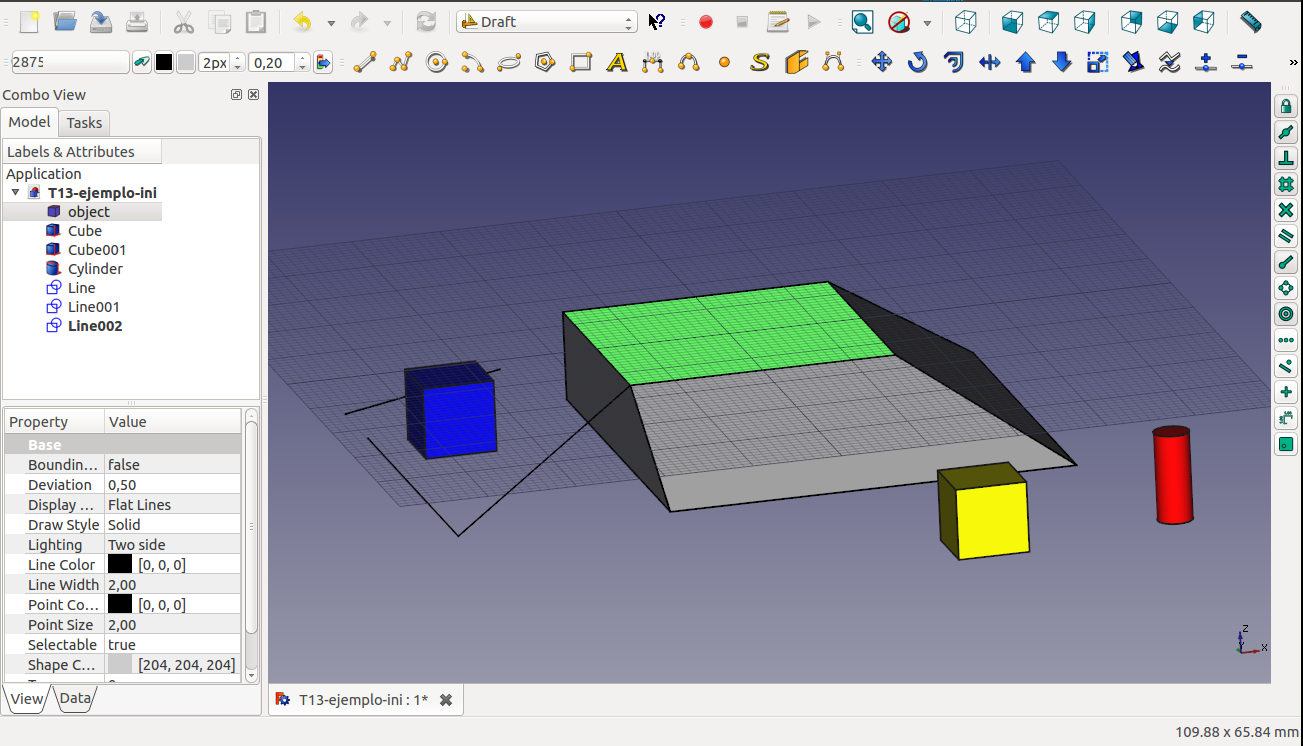 Draft
2875
2px
0,20
Combo View
Model
Tasks
Labels & Attributes
Application
T13-ejemplo-ini
object
Cube
Cube001
Cylinder
Line
Line001
Line002
Property Value
Base
Boundin... false
Deviation 0,50
Display ... Flat Lines
Draw Style Solid
Lighting Two side
Line Color [0, 0, 0]
Line Width 2,00
Point Co... [0, 0, 0]
Point Size 2,00
Selectable true
Shape C... [204, 204, 204]
View
Data
Z
X
T13-ejemplo-ini : 1*
109.88 x 65.84 mm